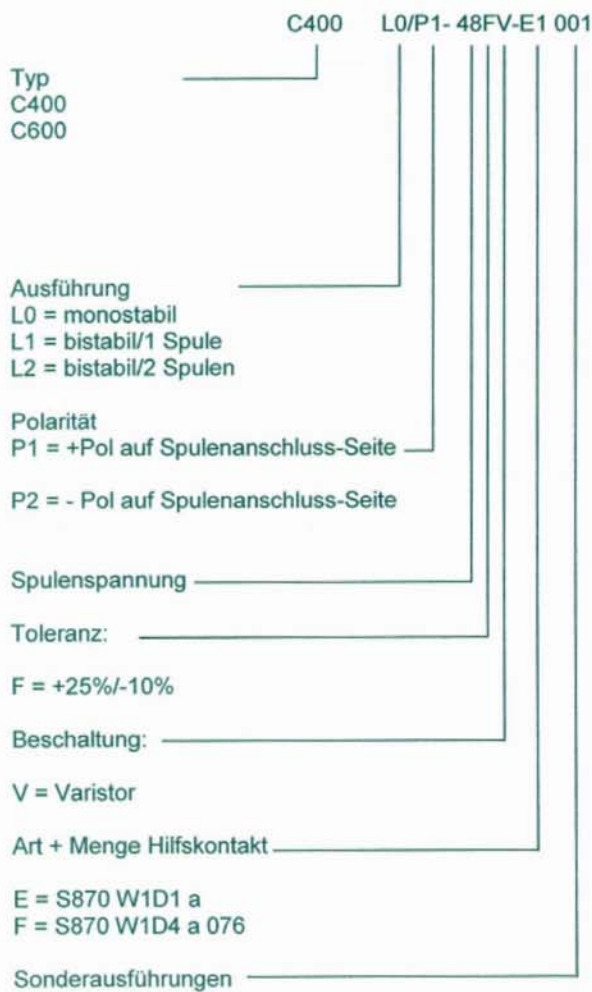 C400 L0/P1- 48FV-E1 001
Typ
C400
C600
Ausführung
L0 = monostabil
L1 = bistabil/1 Spule
L2 = bistabil/2 Spulen
Polarität
P1 = +Pol auf Spulenanschluss-Seite
P2 = - Pol auf Spulenanschluss-Seite
Spulenspannung
Toleranz:
F = +25%/-10%
Beschaltung:
V = Varistor
Art + Menge Hilfskontakt
E = S870 W1D1 a
F = S870 W1D4 a 076
Sonderausführungen